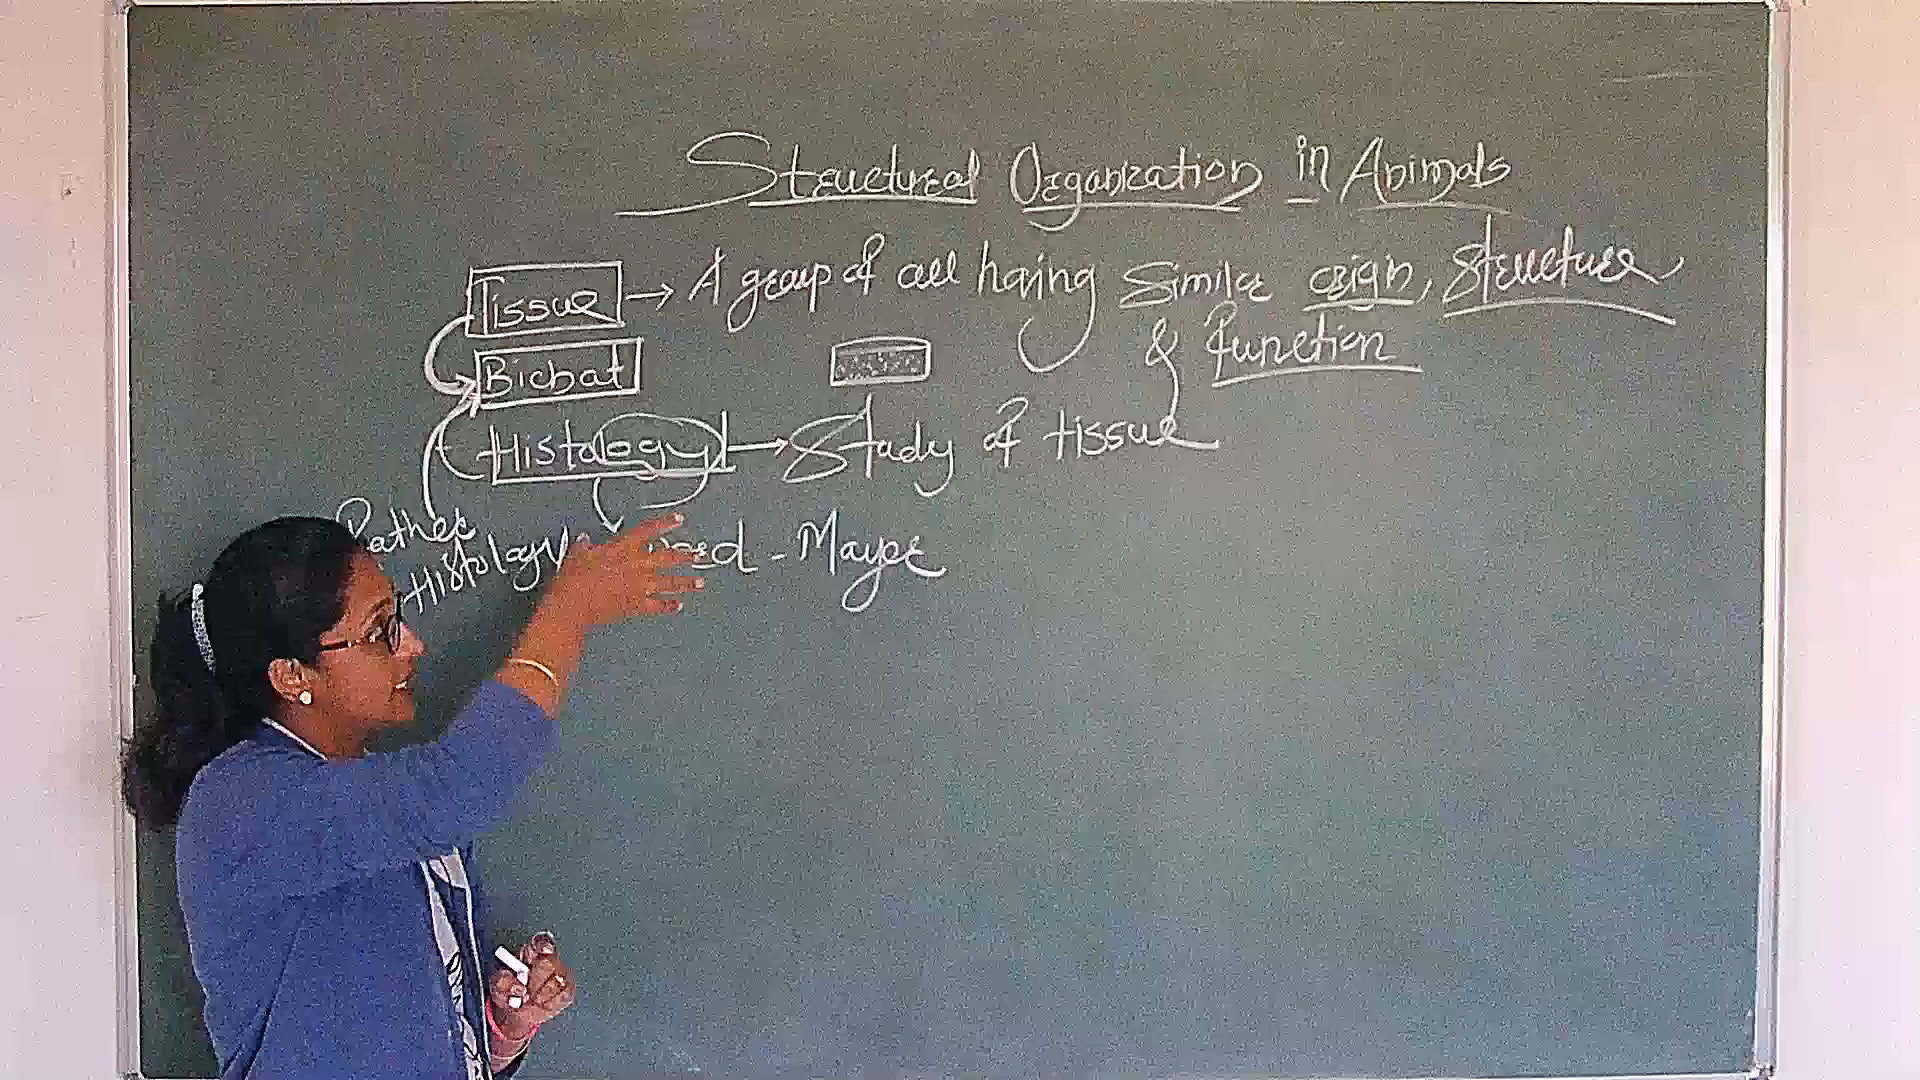 Structural Organization in Animals
Tissue → A group of cell having similar origin, structure
& function
Bichat
Histology → Study of tissue
Father Histology
- Mayer